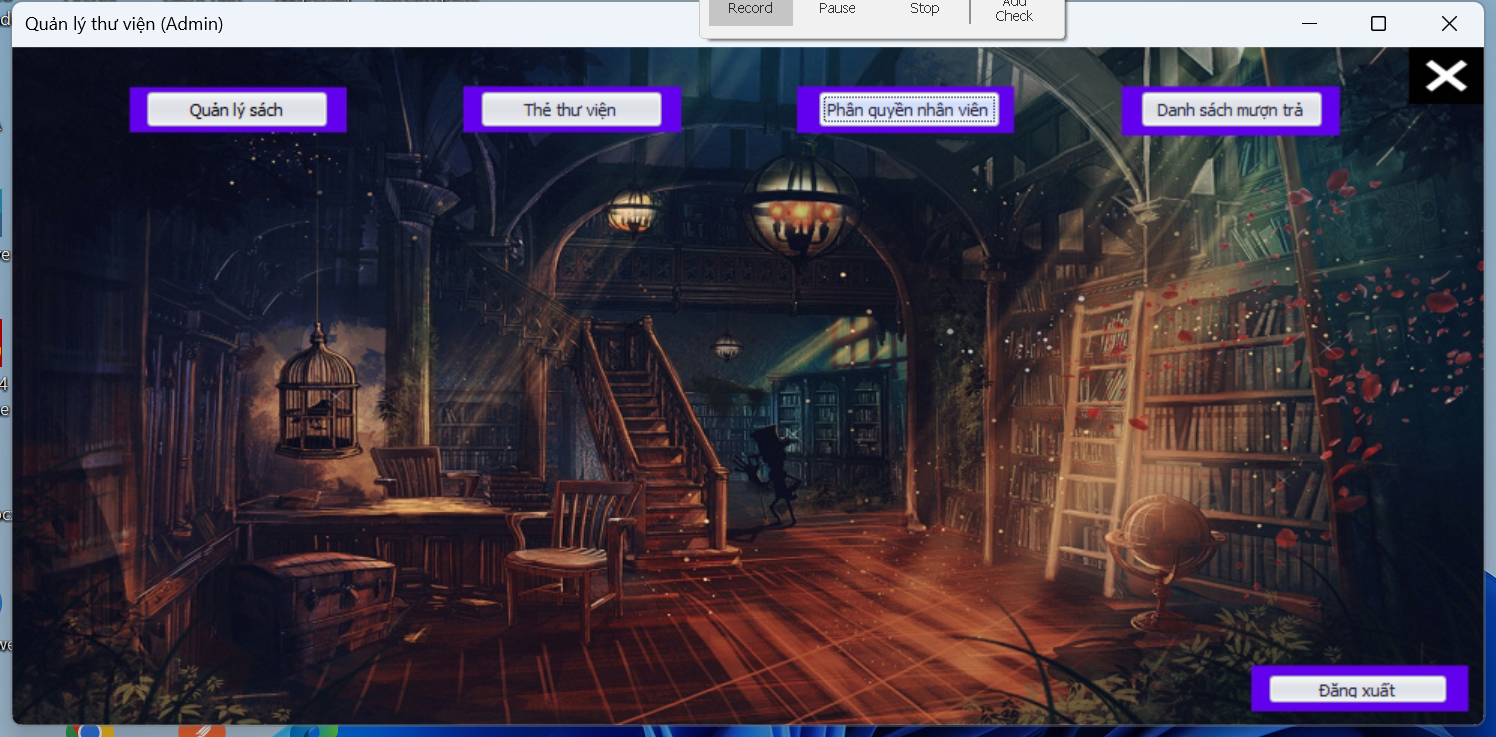 Quản lý thư viện (Admin)
Record Pause Stop Add
Check
Quản lý sách Thẻ thư viện Phân quyền nhân viên Danh sách mượn trả
Đăng xuất